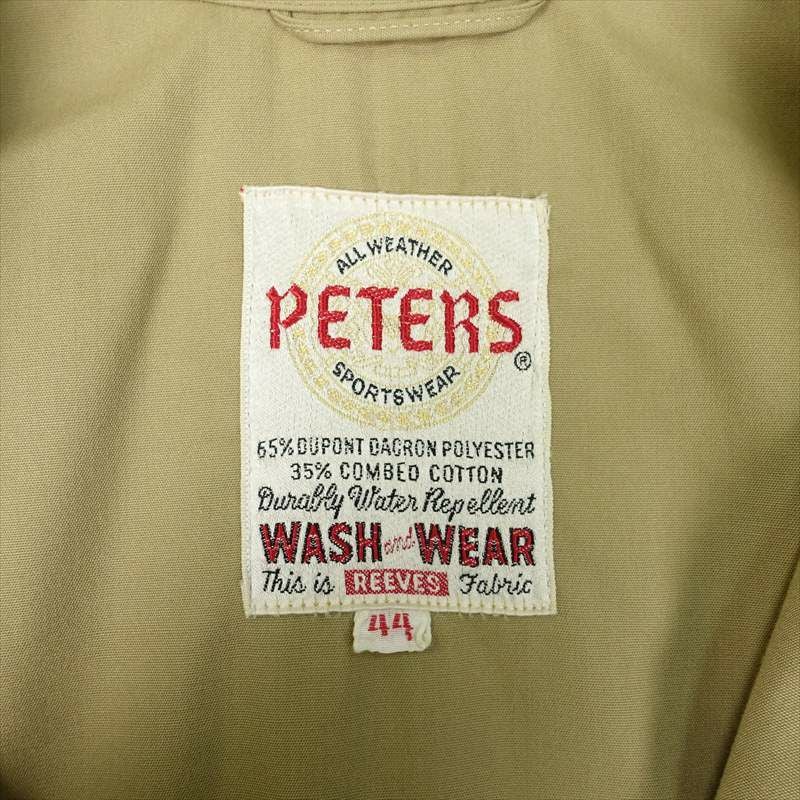 ALL WEATHER
PETERS
®
SPORTSWEAR
65% DUPONT DACRON POLYESTER
35% COMBED COTTON
Durably Water Repellent
WASH and WEAR
This is REEVES Fabric
44